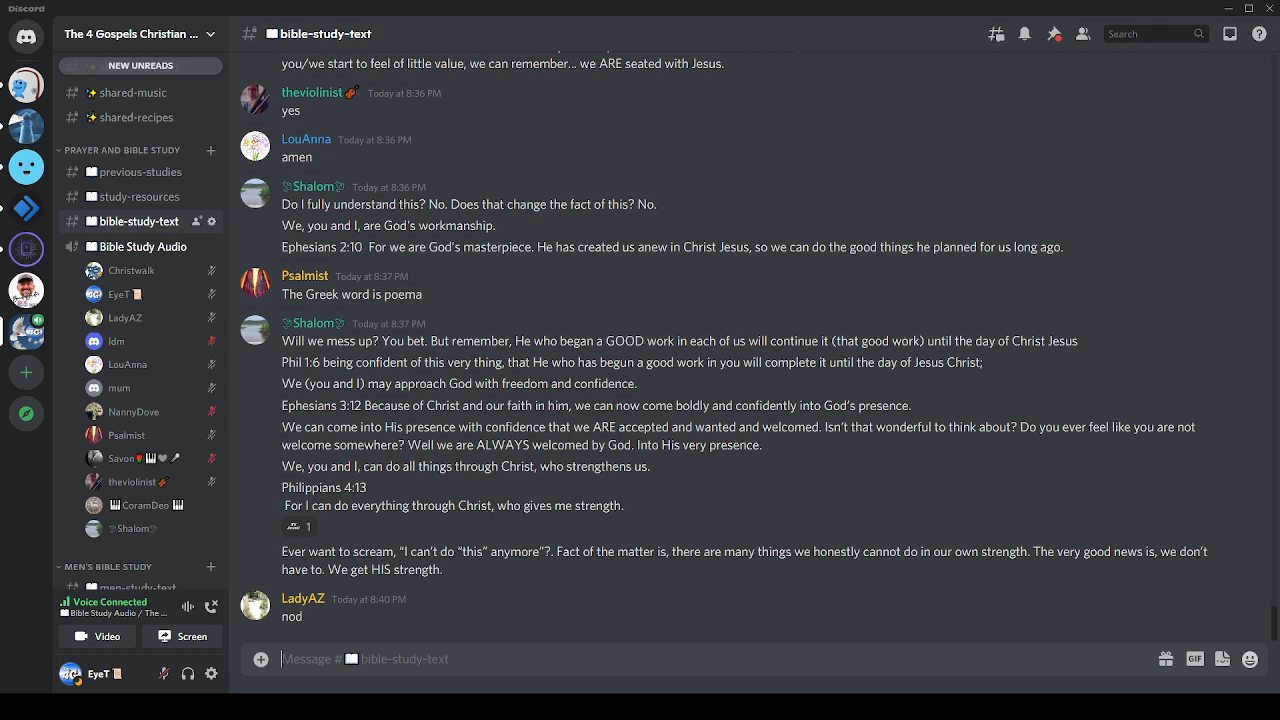 Discord
The 4 Gospels Christian ...
bible-study-text
Search
NEW UNREADS
you/we start to feel of little value, we can remember... we ARE seated with Jesus.
shared-music
shared-recipes
PRAYER AND BIBLE STUDY
previous-studies
study-resources
bible-study-text
Bible Study Audio
Christwalk
EyeT
LadyAZ
ldm
LouAnna
mum
NannyDove
Psalmist
Savon
theviolinist
CoramDeo
Shalom
MEN'S BIBLE STUDY
men-study-text
Voice Connected
Bible Study Audio / The ...
Video
Screen
EyeT
theviolinist Today at 8:36 PM
yes
LouAnna Today at 8:36 PM
amen
Shalom Today at 8:36 PM
Do I fully understand this? No. Does that change the fact of this? No.
We, you and I, are God's workmanship.
Ephesians 2:10  For we are God's masterpiece. He has created us anew in Christ Jesus, so we can do the good things he planned for us long ago.
Psalmist Today at 8:37 PM
The Greek word is poema
Shalom Today at 8:37 PM
Will we mess up? You bet. But remember, He who began a GOOD work in each of us will continue it (that good work) until the day of Christ Jesus
Phil 1:6 being confident of this very thing, that He who has begun a good work in you will complete it until the day of Jesus Christ;
We (you and I) may approach God with freedom and confidence.
Ephesians 3:12 Because of Christ and our faith in him, we can now come boldly and confidently into God's presence.
We can come into His presence with confidence that we ARE accepted and wanted and welcomed. Isn't that wonderful to think about? Do you ever feel like you are not
welcome somewhere? Well we are ALWAYS welcomed by God. Into His very presence.
We, you and I, can do all things through Christ, who strengthens us.
Philippians 4:13
For I can do everything through Christ, who gives me strength.
1
Ever want to scream, "I can't do "this" anymore"?. Fact of the matter is, there are many things we honestly cannot do in our own strength. The very good news is, we don't
have to. We get HIS strength.
LadyAZ Today at 8:40 PM
nod
Message # bible-study-text
GIF